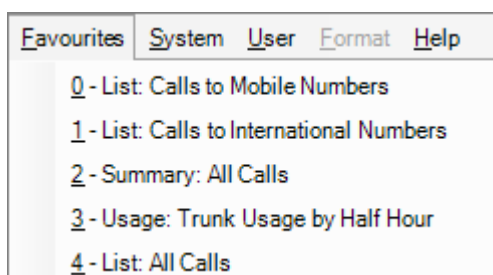 Favourites System User Format Help
0 - List: Calls to Mobile Numbers
1 - List: Calls to International Numbers
2 - Summary: All Calls
3 - Usage: Trunk Usage by Half Hour
4 - List: All Calls